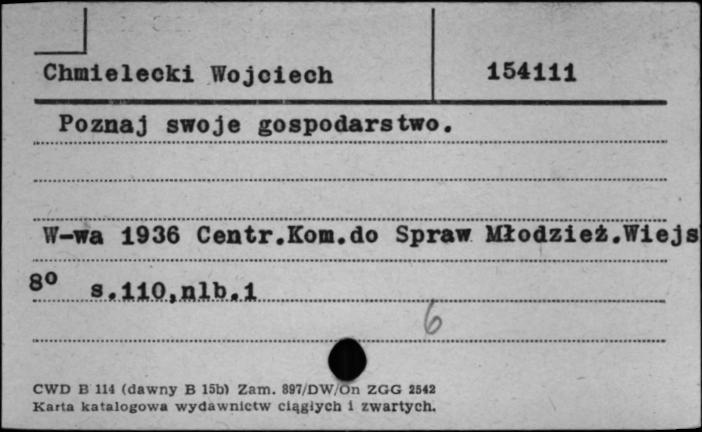 Chmielecki Wojciech 154111
Poznaj swoje gospodarstwo.
W-wa 1936 Centr.Kom.do Spraw Młodzież.Wiejs
8º s.110,nlb.1
6
CWD B 114 (dawny B 15b) Zam. 897/DW/On ZGG 2542
Karta katalogowa wydawnictw ciągłych i zwartych.